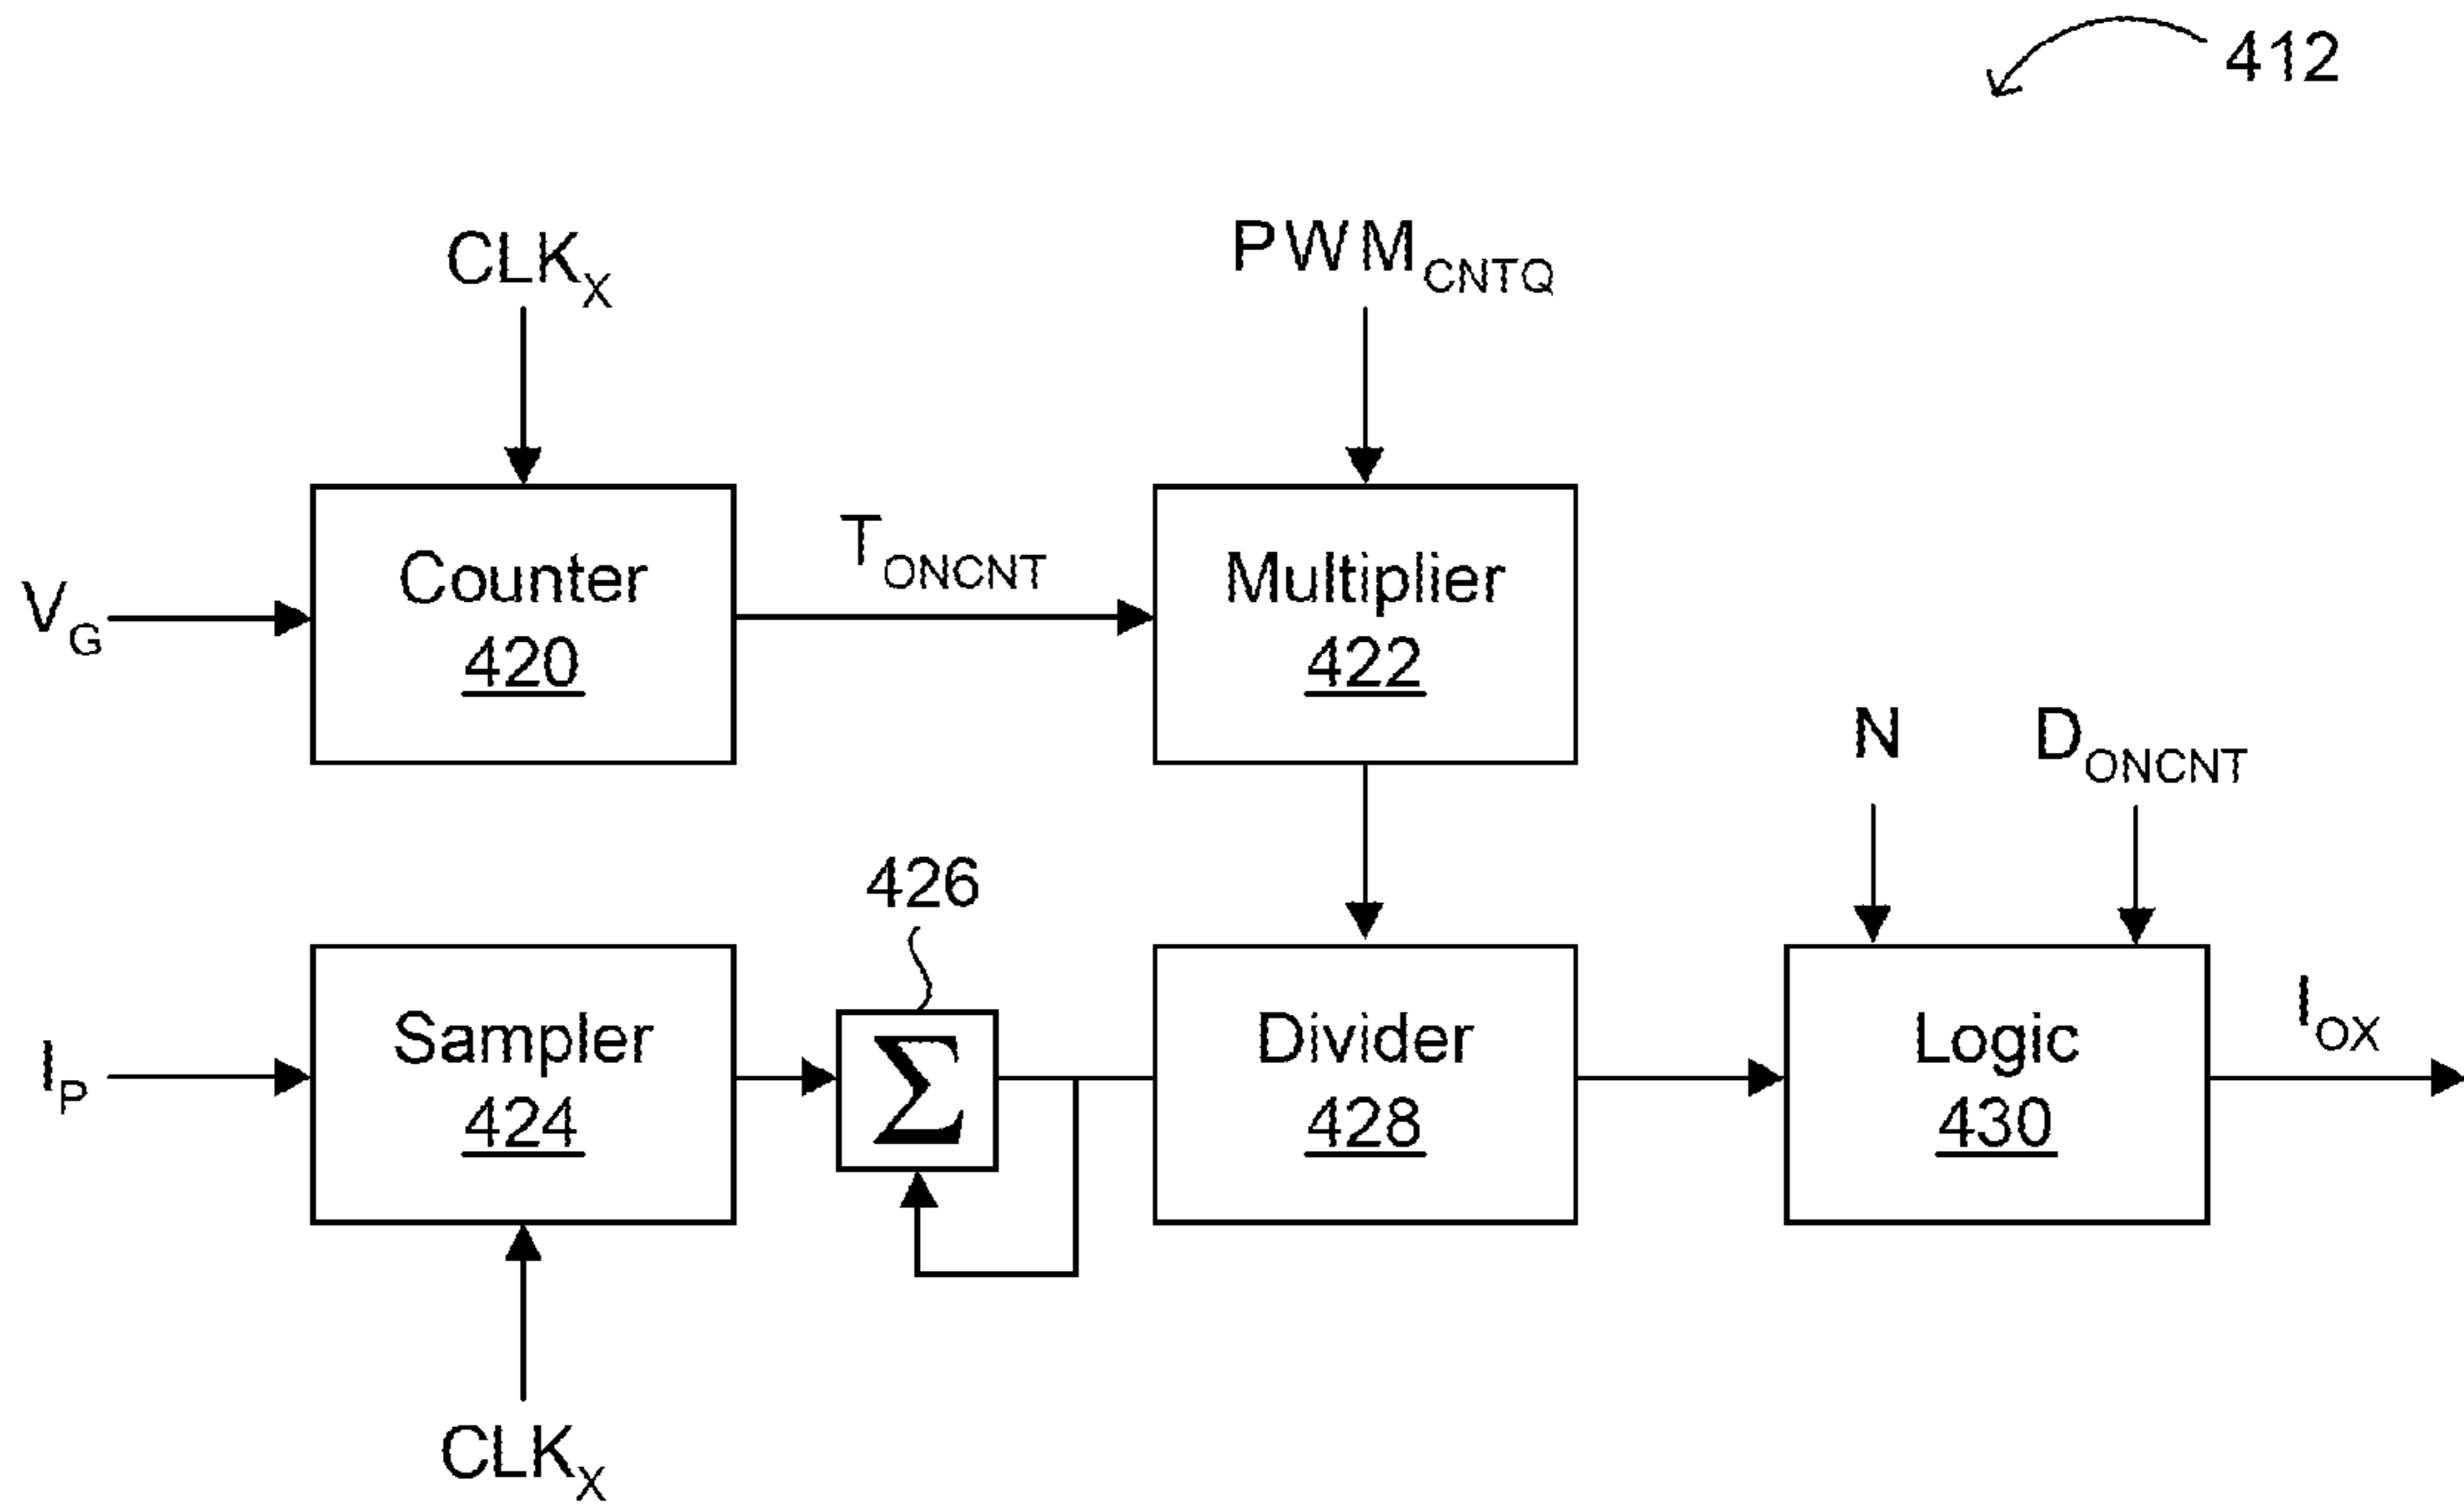 412
CLKX
PWMCNTQ
VG
Counter
420
TONCNT
Multiplier
422
N
DONCNT
426
IP
Sampler
424
Σ
Divider
428
Logic
430
IOX
CLKX